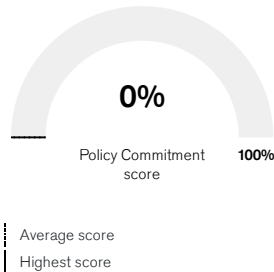 0%
Policy Commitment 100%
score
Average score
Highest score